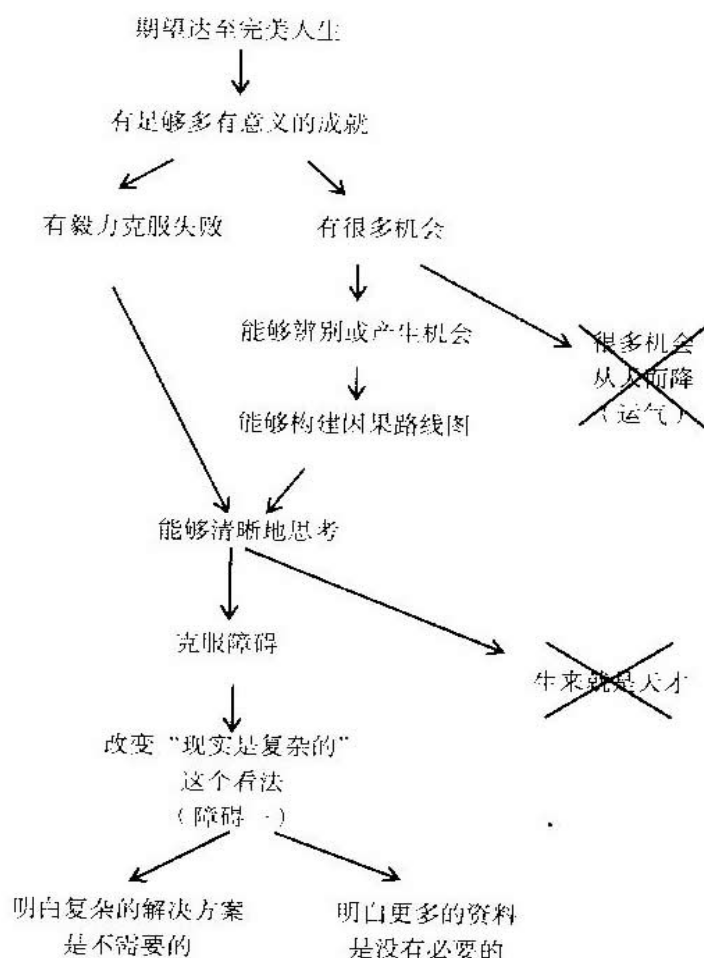 期望达至完美人生
有足够多有意义的成就
有毅力克服失败
有很多机会
能够辨别或产生机会
很多机会
从天而降
（运气）
能够构建因果路线图
能够清晰地思考
克服障碍
生来就是天才
改变“现实是复杂的”
这个看法
（障碍一）
明白复杂的解决方案
是不需要的
明白更多的资料
是没有必要的